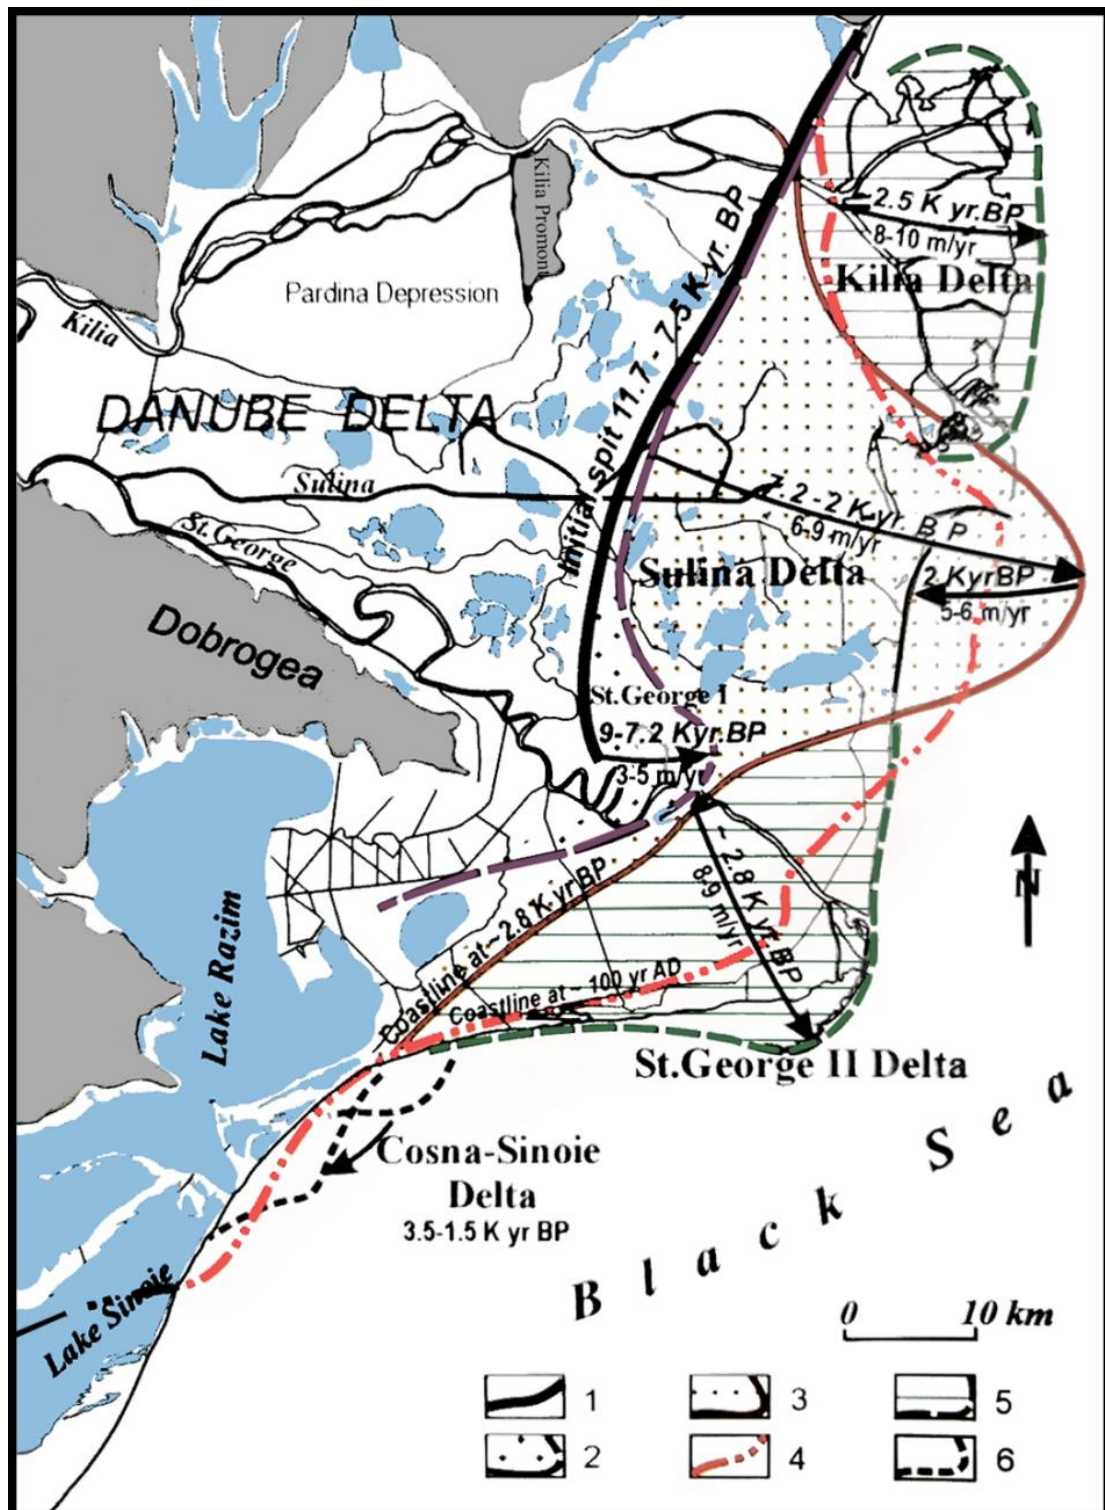 Kilia Promont
2.5 K yr.BP
8-10 m/yr
Kilia Delta
Pardina Depression
Kilia
Initial spit 11.7 - 7.5 K yr. BP
DANUBE DELTA
Sulina
7.2 - 2 K yr. B P
6-9 m/yr
St.George
Sulina Delta
2 KyrBP
5-6 m/yr
Dobrogea
St.George I
9-7.2 Kyr.BP
3-5 m/yr
~ 2.8 K yr.BP
8-9 m/yr
Coastline at ~ 2.8 K yr BP
Coastline at ~ 100 yr AD
Lake Razim
N
St.George II Delta
Cosna-Sinoie
Delta
3.5-1.5 K yr BP
Black Sea
Lake Sinoie
0 10 km
1 3 5
2 4 6